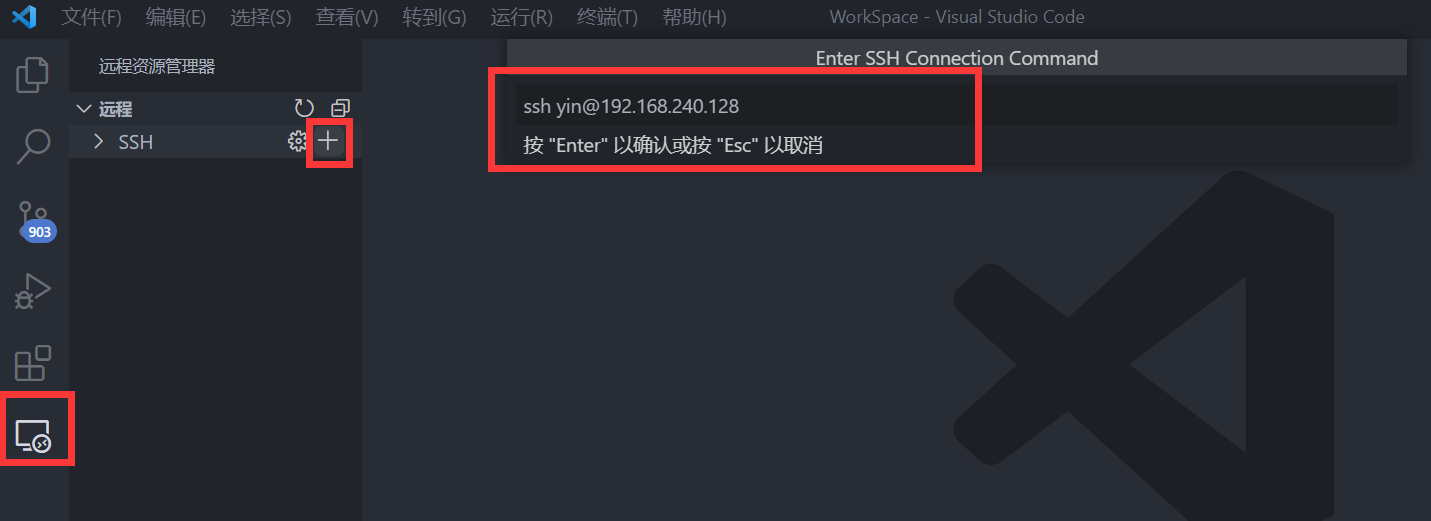 文件(F) 编辑(E) 选择(S) 查看(V) 转到(G) 运行(R) 终端(T) 帮助(H) WorkSpace - Visual Studio Code
远程资源管理器
Enter SSH Connection Command
远程
ssh yin@192.168.240.128
SSH
按 "Enter" 以确认或按 "Esc" 以取消
903